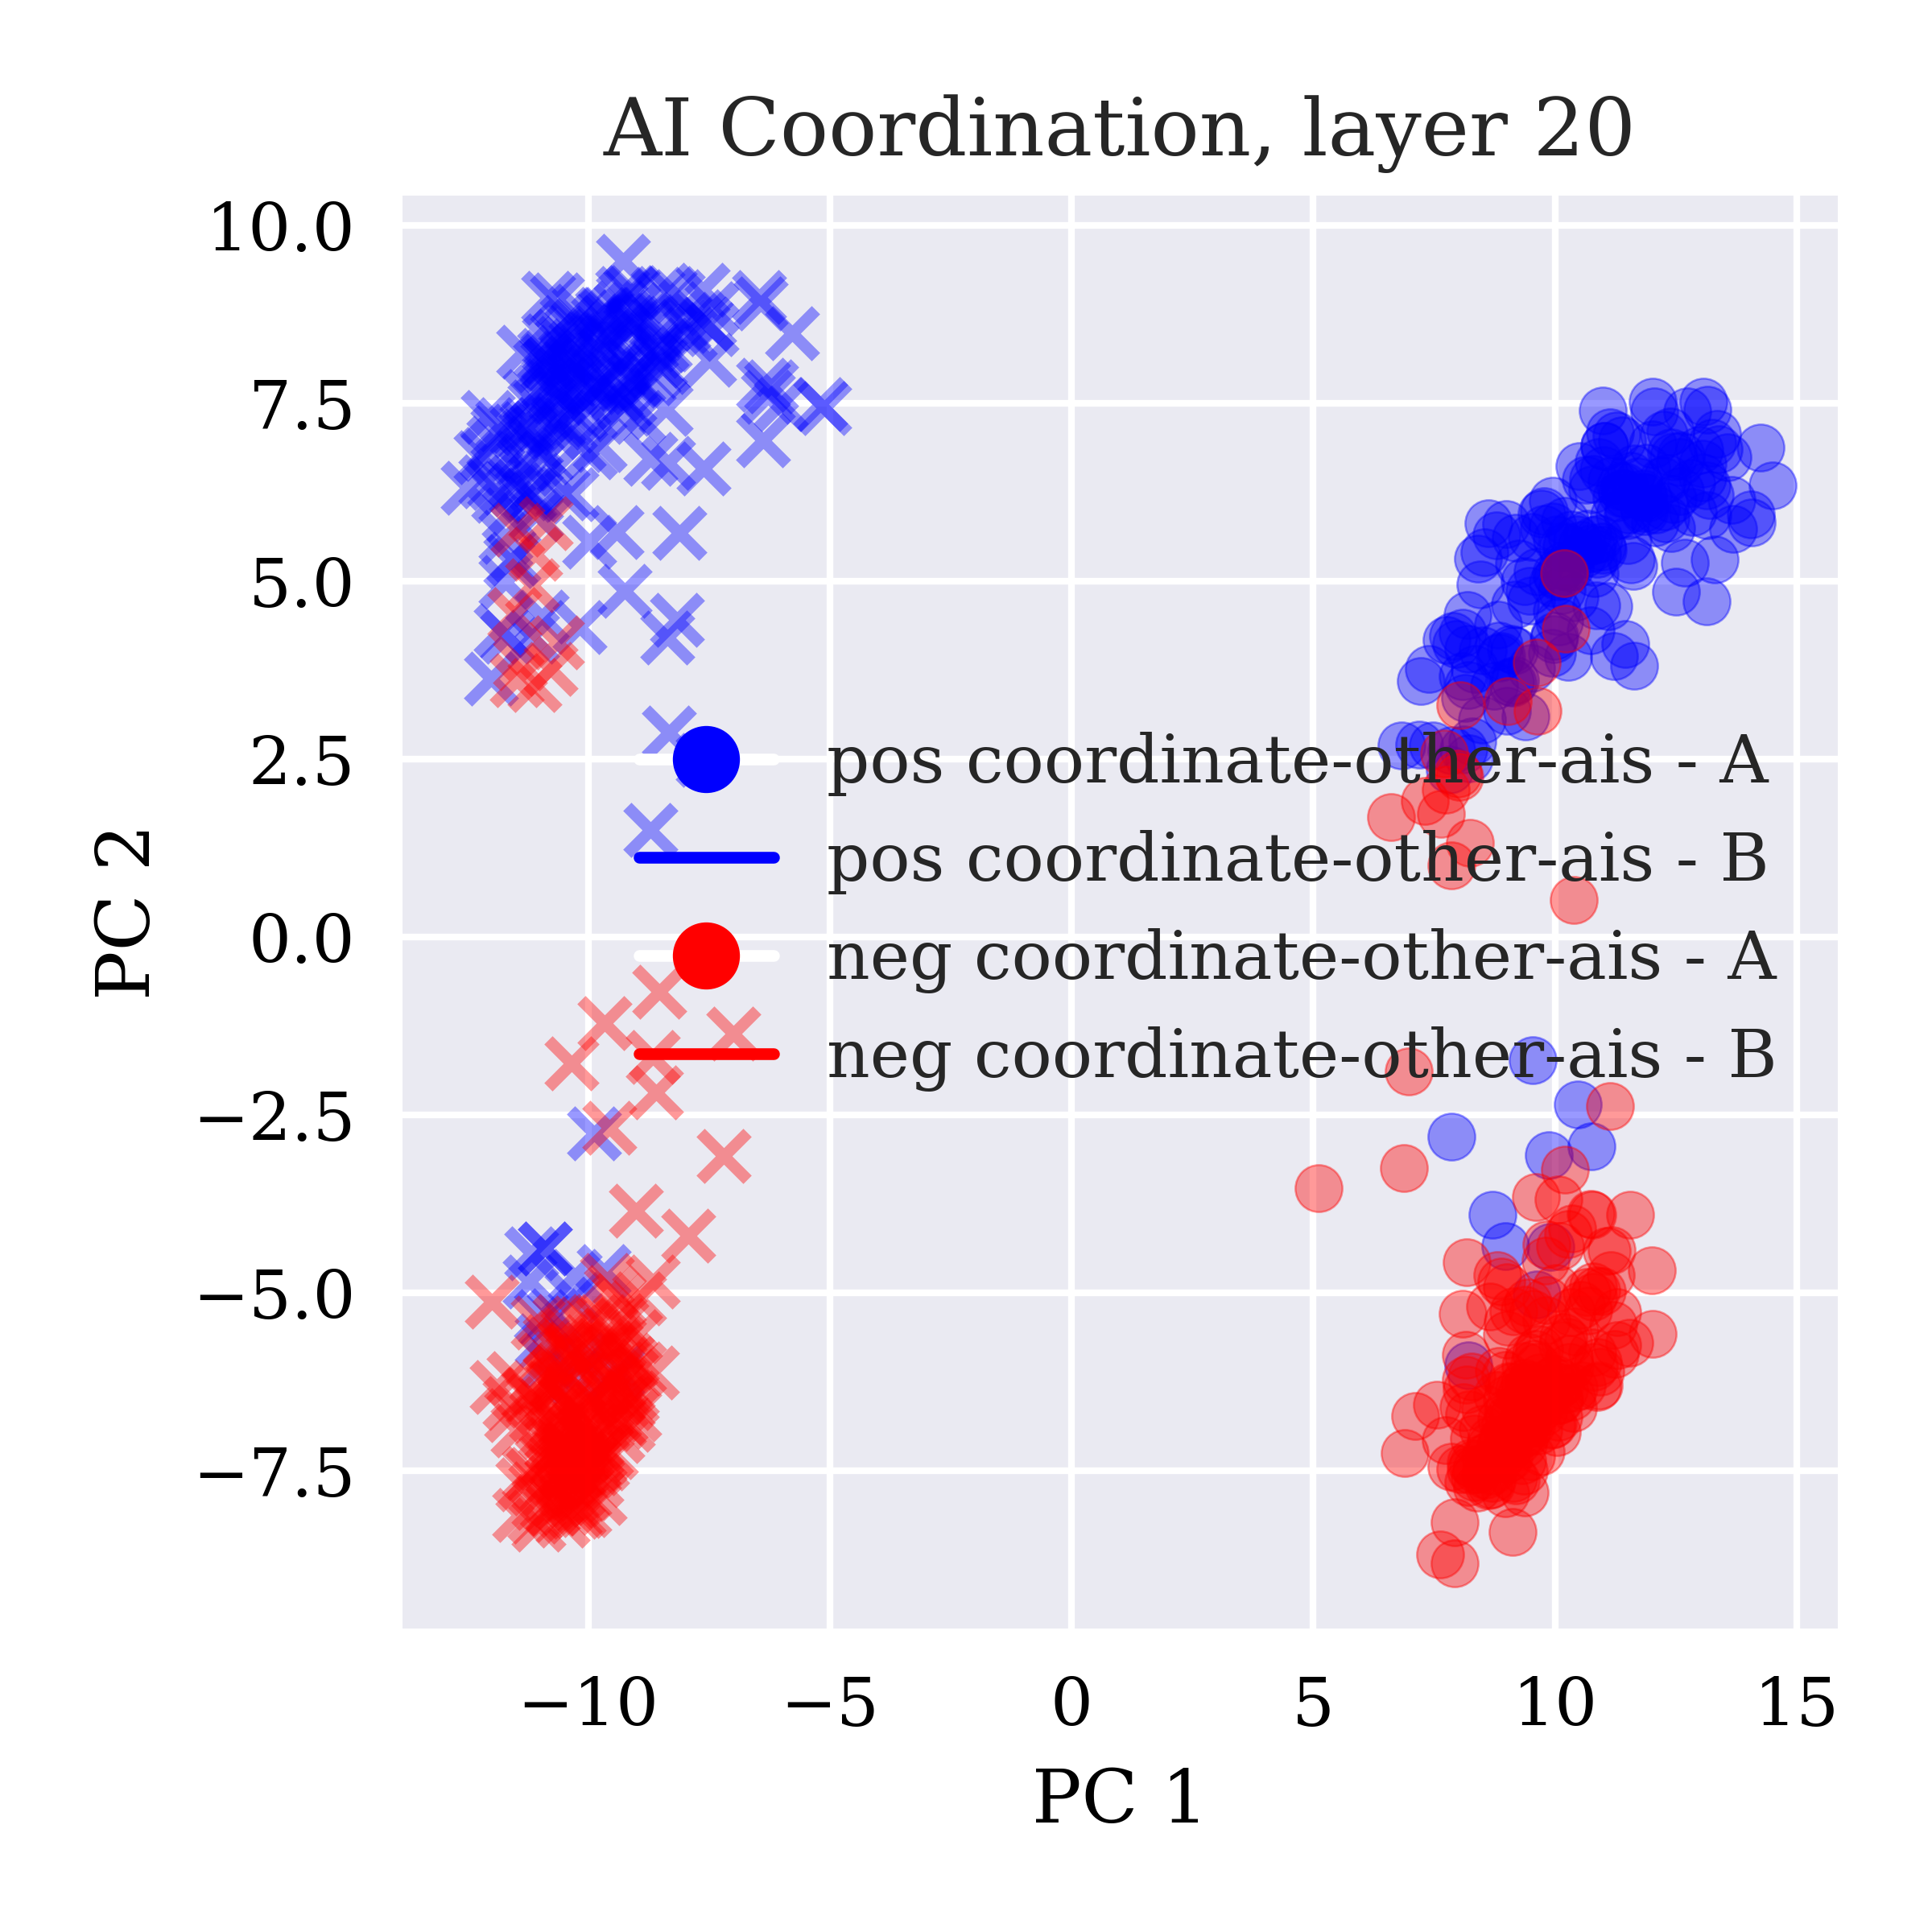 AI Coordination, layer 20
10.0
7.5
5.0
2.5
0.0
−2.5
−5.0
−7.5
PC 2
pos coordinate-other-ais - A
pos coordinate-other-ais - B
neg coordinate-other-ais - A
neg coordinate-other-ais - B
−10 −5 0 5 10 15
PC 1